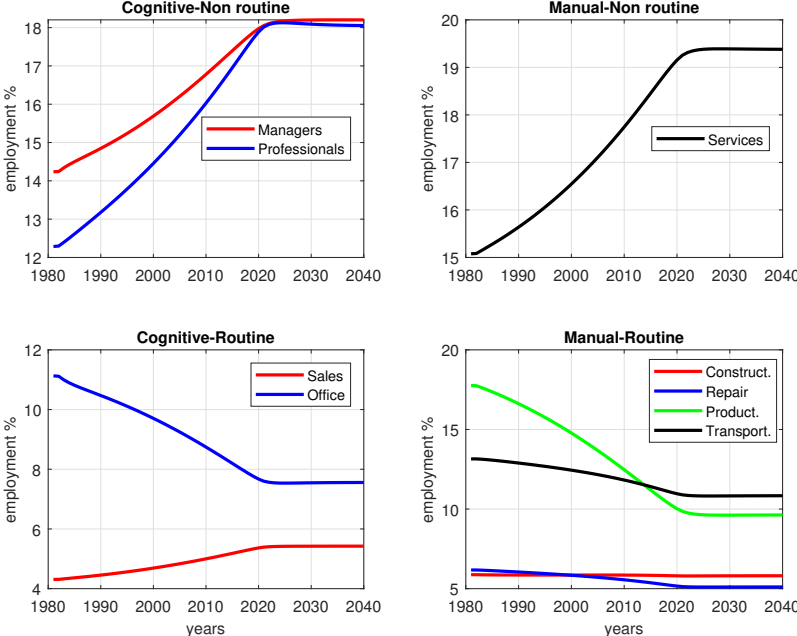 Cognitive-Non routine
18
17
16
15
14
13
12
employment %
Managers
Professionals
1980 1990 2000 2010 2020 2030 2040
Manual-Non routine
20
19
18
17
16
15
employment %
Services
1980 1990 2000 2010 2020 2030 2040
Cognitive-Routine
12
10
8
6
4
employment %
Sales
Office
1980 1990 2000 2010 2020 2030 2040
years
Manual-Routine
20
15
10
5
employment %
Construct.
Repair
Product.
Transport.
1980 1990 2000 2010 2020 2030 2040
years